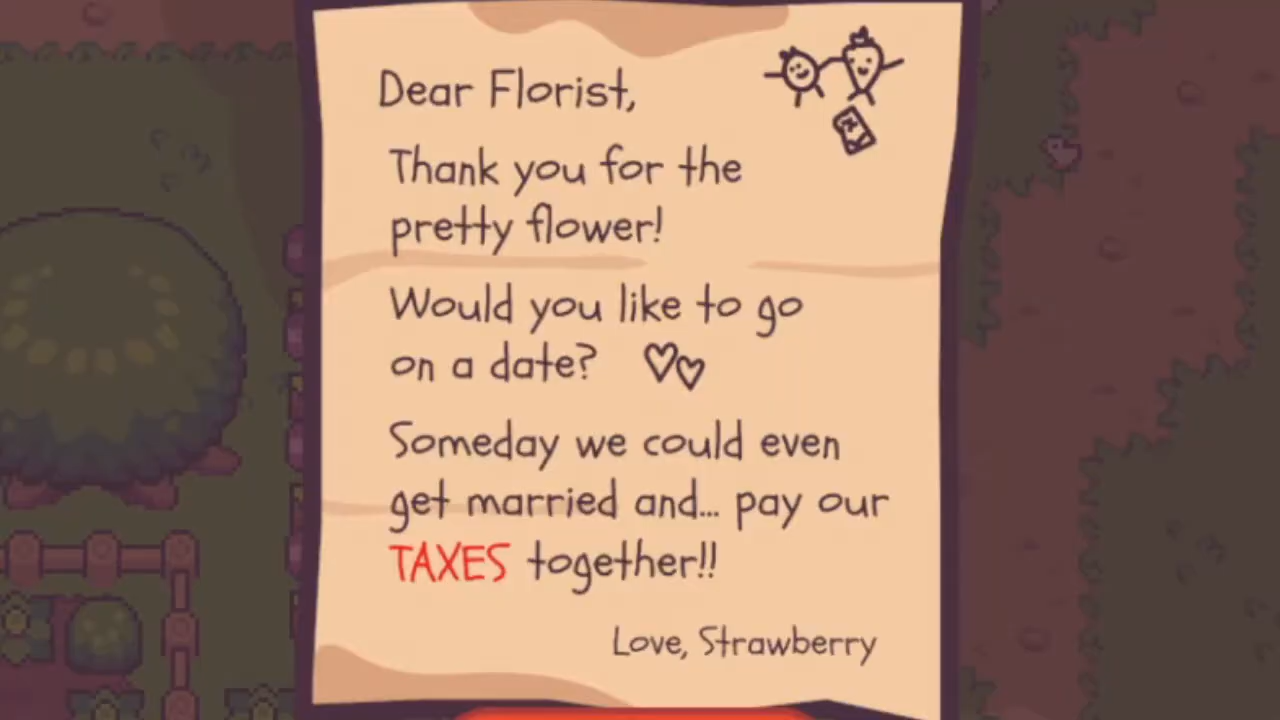 Dear Florist,
Thank you for the
pretty flower!
Would you like to go
on a date?
Someday we could even
get married and... pay our
TAXES together!!
Love, Strawberry